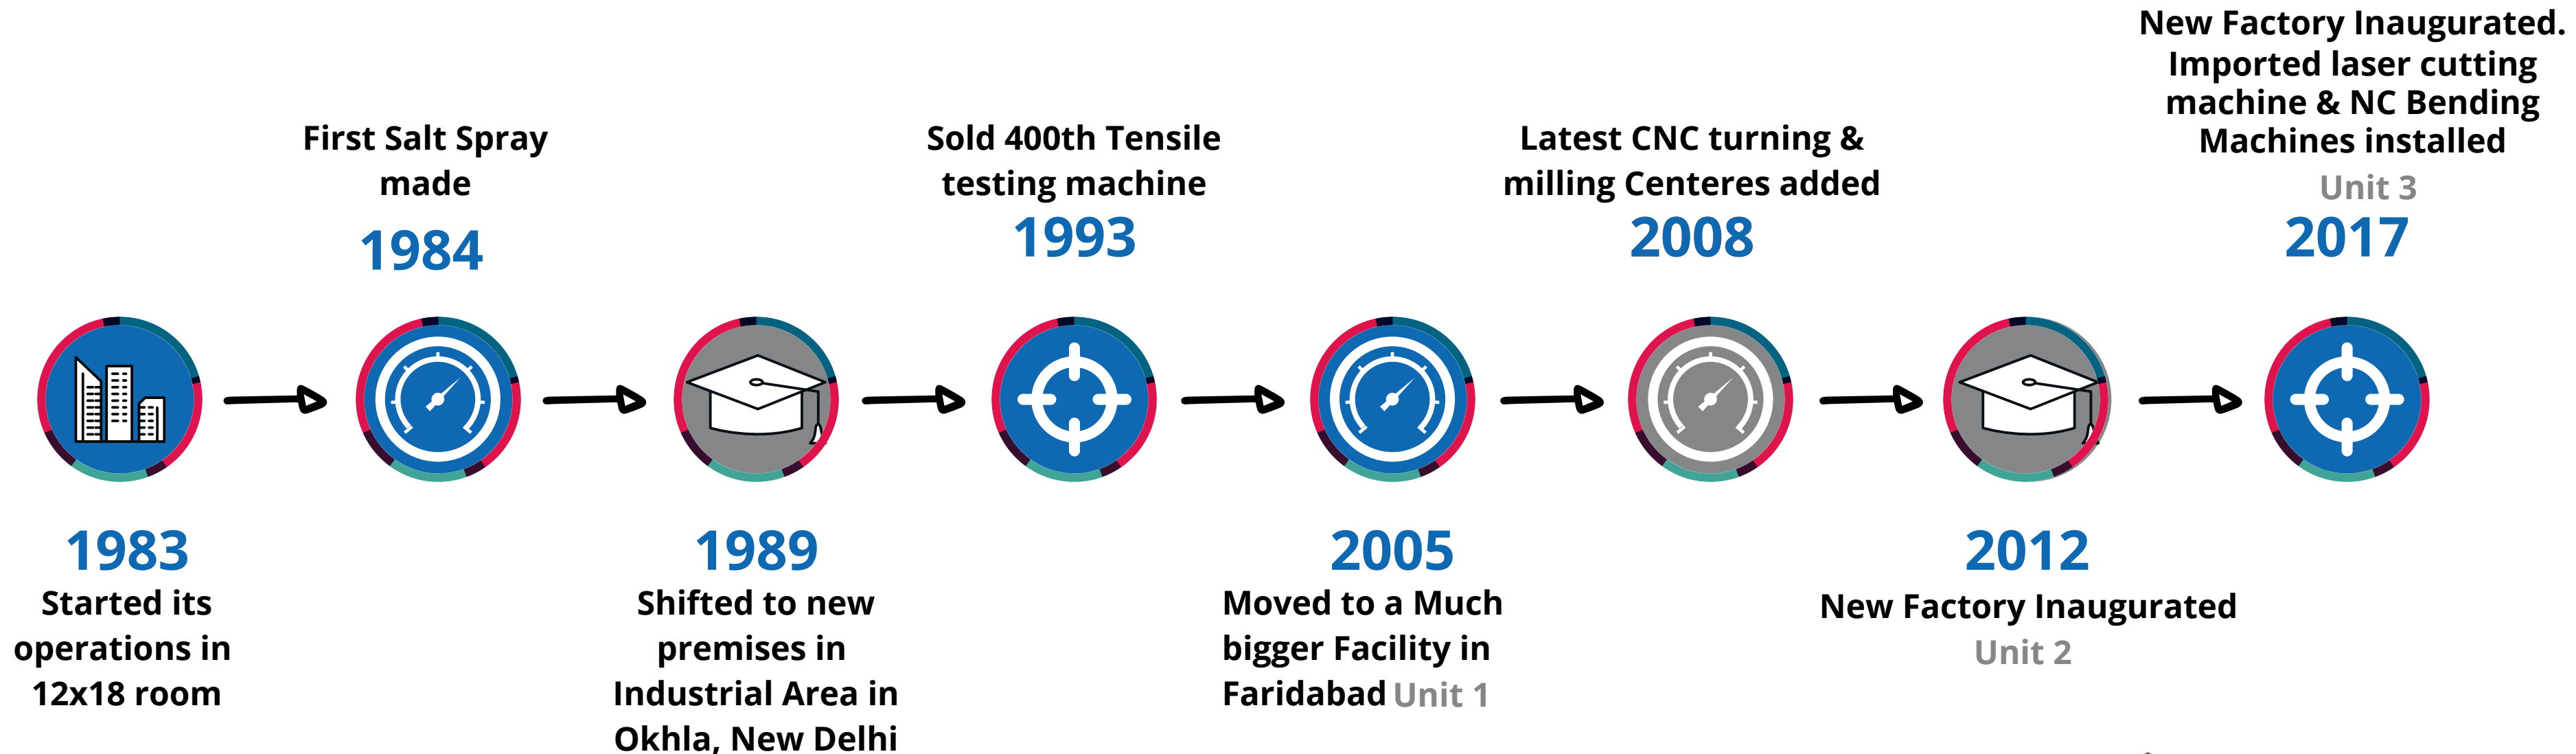 1983
Started its
operations in
12x18 room
First Salt Spray
made
1984
1989
Shifted to new
premises in
Industrial Area in
Okhla, New Delhi
Sold 400th Tensile
testing machine
1993
2005
Moved to a Much
bigger Facility in
Faridabad Unit 1
Latest CNC turning &
milling Centeres added
2008
2012
New Factory Inaugurated
Unit 2
New Factory Inaugurated.
Imported laser cutting
machine & NC Bending
Machines installed
Unit 3
2017